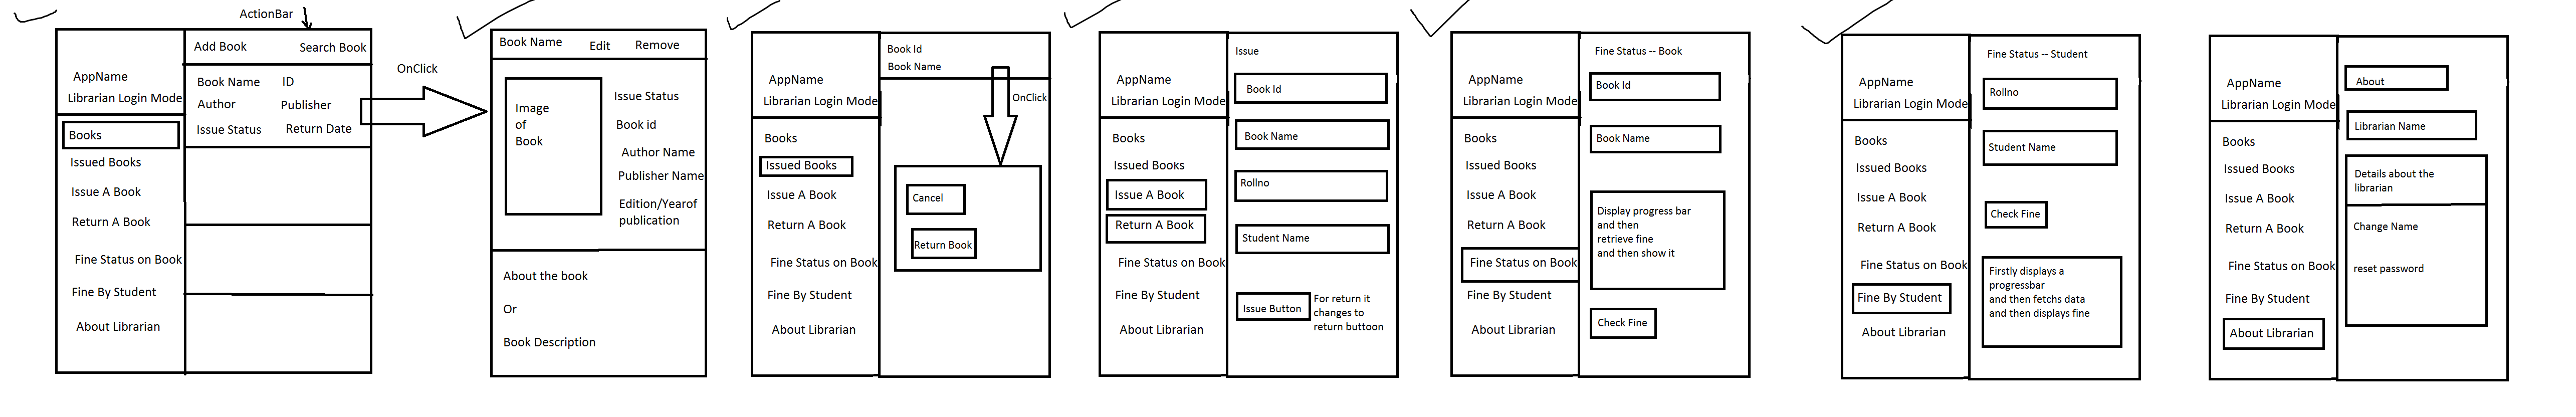 ActionBar
Add Book
Search Book
AppName
Librarian Login Mode
Book Name
ID
Author
Publisher
Issue Status
Return Date
Books
Issued Books
Issue A Book
Return A Book
Fine Status on Book
Fine By Student
About Librarian
OnClick
Book Name
Edit
Remove
Image
of
Book
Issue Status
Book id
Author Name
Publisher Name
Edition/Yearof
publication
About the book
Or
Book Description
AppName
Librarian Login Mode
Books
Issued Books
Issue A Book
Return A Book
Fine Status on Book
Fine By Student
About Librarian
Book Id
Book Name
OnClick
Cancel
Return Book
AppName
Librarian Login Mode
Books
Issued Books
Issue A Book
Return A Book
Fine Status on Book
Fine By Student
About Librarian
Issue
Book Id
Book Name
Rollno
Student Name
Issue Button
For return it
changes to
return buttoon
AppName
Librarian Login Mode
Books
Issued Books
Issue A Book
Return A Book
Fine Status on Book
Fine By Student
About Librarian
Fine Status -- Book
Book Id
Book Name
Display progress bar
and then
retrieve fine
and then show it
Check Fine
AppName
Librarian Login Mode
Books
Issued Books
Issue A Book
Return A Book
Fine Status on Book
Fine By Student
About Librarian
Fine Status -- Student
Rollno
Student Name
Check Fine
Firstly displays a
progressbar
and then fetchs data
and then displays fine
AppName
Librarian Login Mode
Books
Issued Books
Issue A Book
Return A Book
Fine Status on Book
Fine By Student
About Librarian
About
Librarian Name
Details about the
librarian
Change Name
reset password